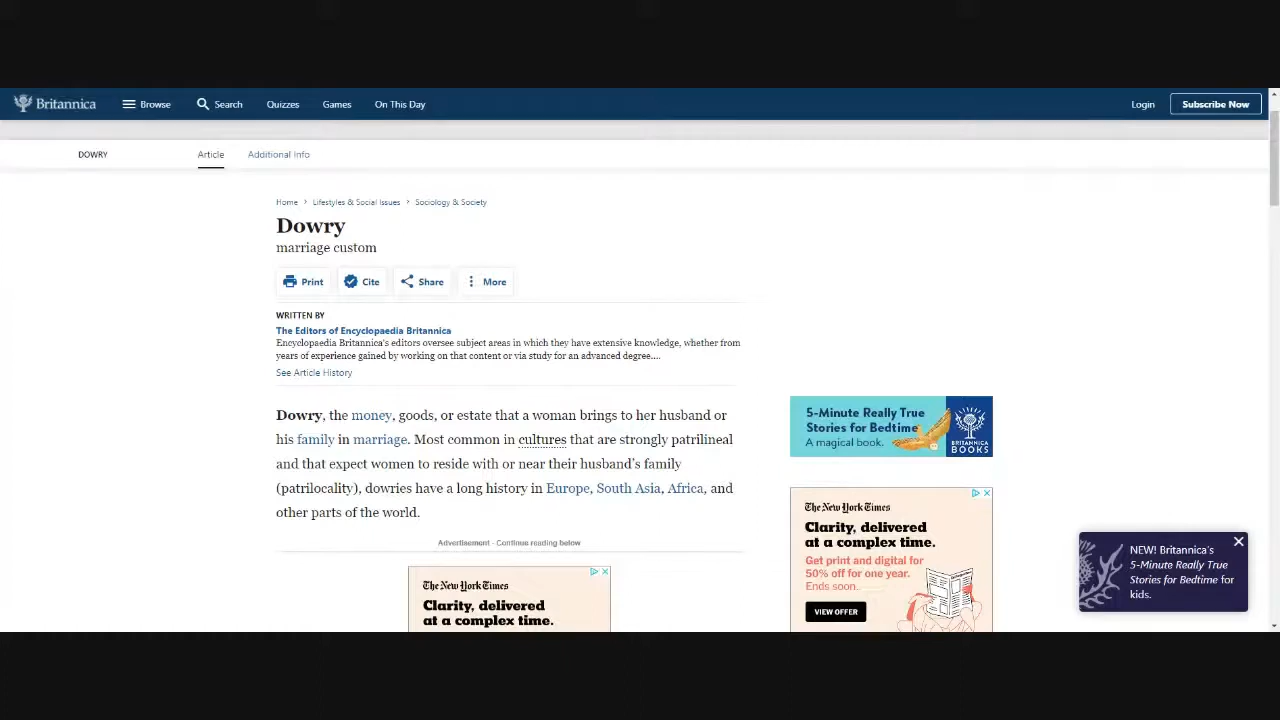 Britannica
Browse
Search
Quizzes
Games
On This Day
Login
Subscribe Now
DOWRY
Article
Additional Info
Home > Lifestyles & Social Issues > Sociology & Society
Dowry
marriage custom
Print
Cite
Share
More
WRITTEN BY
The Editors of Encyclopaedia Britannica
Encyclopaedia Britannica's editors oversee subject areas in which they have extensive knowledge, whether from
years of experience gained by working on that content or via study for an advanced degree....
See Article History
Dowry, the money, goods, or estate that a woman brings to her husband or
his family in marriage. Most common in cultures that are strongly patrilineal
and that expect women to reside with or near their husband's family
(patrilocality), dowries have a long history in Europe, South Asia, Africa, and
other parts of the world.
Advertisement - Continue reading below
The New York Times
Clarity, delivered
at a complex time.
5-Minute Really True
Stories for Bedtime
A magical book.
BRITANNICA
BOOKS
The New York Times
Clarity, delivered
at a complex time.
Get print and digital for
50% off for one year.
Ends soon.
VIEW OFFER
NEW! Britannica's
5-Minute Really True
Stories for Bedtime for
kids.